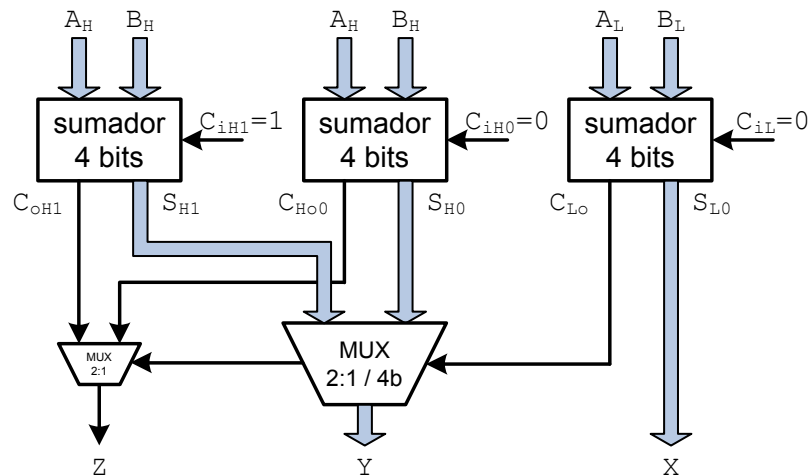 A_H B_H A_H B_H A_L B_L
sumador
4 bits
C_iH1=1
sumador
4 bits
C_iH0=0
sumador
4 bits
C_iL=0
C_oH1 S_H1 C_Ho0 S_H0 C_Lo S_L0
MUX
2:1
MUX
2:1 / 4b
Z Y X